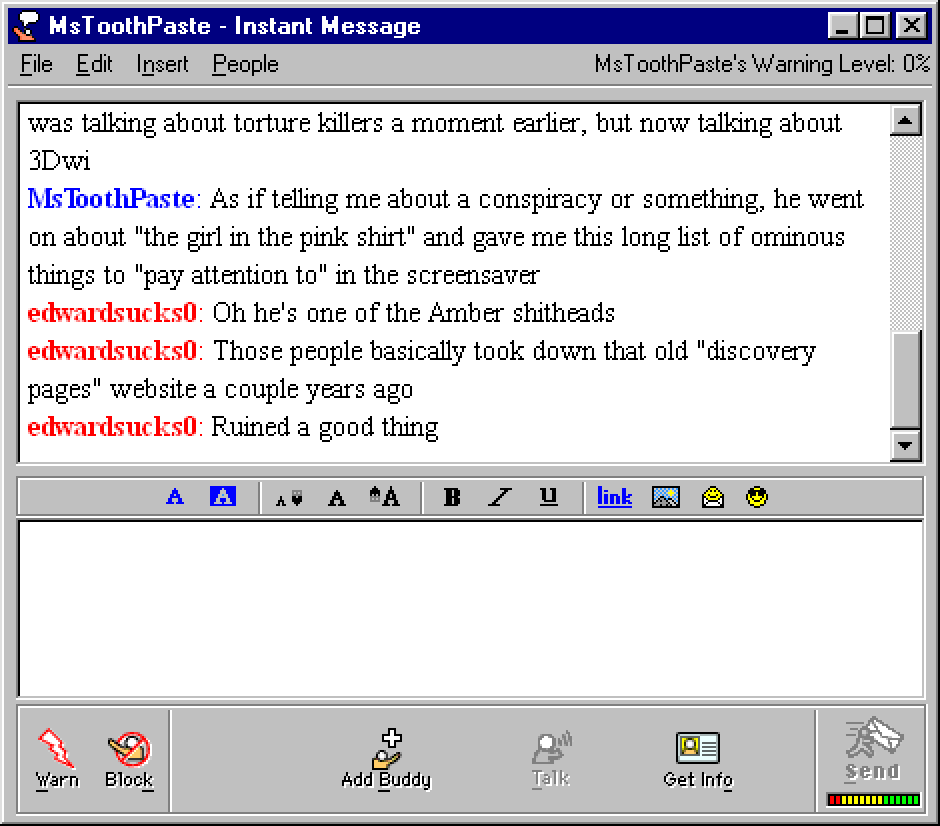 MsToothPaste - Instant Message
File Edit Insert People MsToothPaste's Warning Level: 0%
was talking about torture killers a moment earlier, but now talking about
3Dwi
MsToothPaste: As if telling me about a conspiracy or something, he went
on about "the girl in the pink shirt" and gave me this long list of ominous
things to "pay attention to" in the screensaver
edwardsucks0: Oh he's one of the Amber shitheads
edwardsucks0: Those people basically took down that old "discovery
pages" website a couple years ago
edwardsucks0: Ruined a good thing
A A A A A B I U link
Warn Block Add Buddy Talk Get Info Send